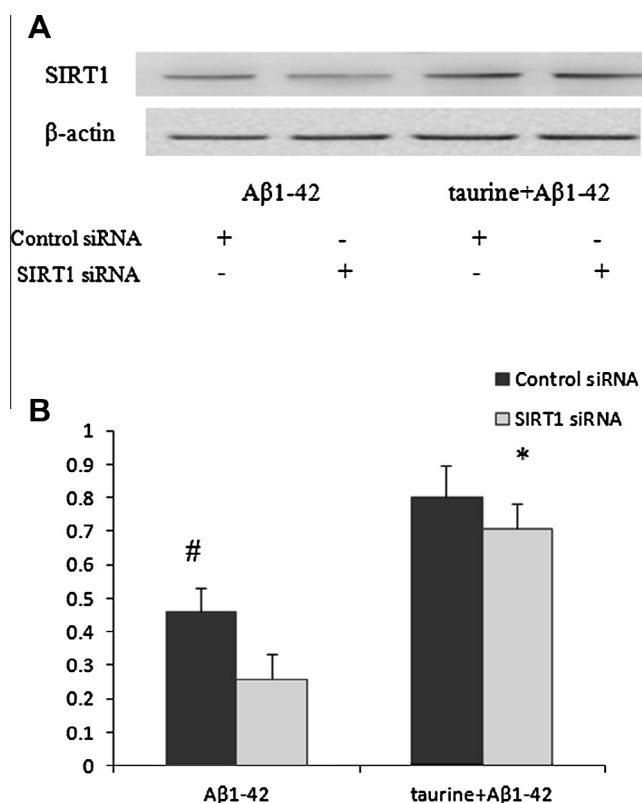 A
SIRT1
β-actin
Aβ1-42 taurine+Aβ1-42
Control siRNA + - + -
SIRT1 siRNA - + - +
B
Control siRNA
SIRT1 siRNA
1
0.9
0.8
0.7
0.6
0.5
0.4
0.3
0.2
0.1
0
#
*
Aβ1-42 taurine+Aβ1-42